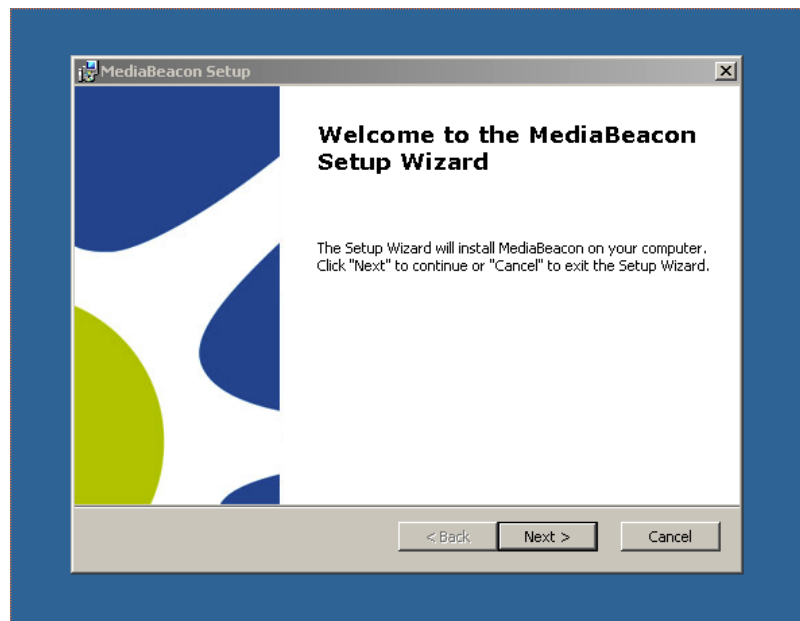 MediaBeacon Setup
Welcome to the MediaBeacon
Setup Wizard
The Setup Wizard will install MediaBeacon on your computer.
Click "Next" to continue or "Cancel" to exit the Setup Wizard.
< Back Next > Cancel